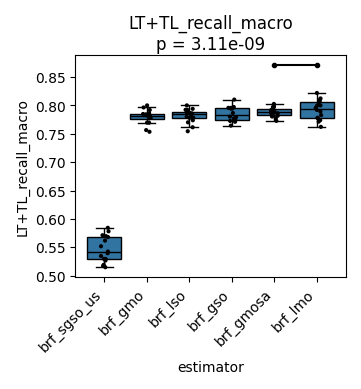 LT+TL_recall_macro
p = 3.11e-09
LT+TL_recall_macro
0.85
0.80
0.75
0.70
0.65
0.60
0.55
0.50
brf_sgso_us
brf_gmo
brf_lso
brf_gso
brf_gmosa
brf_lmo
estimator